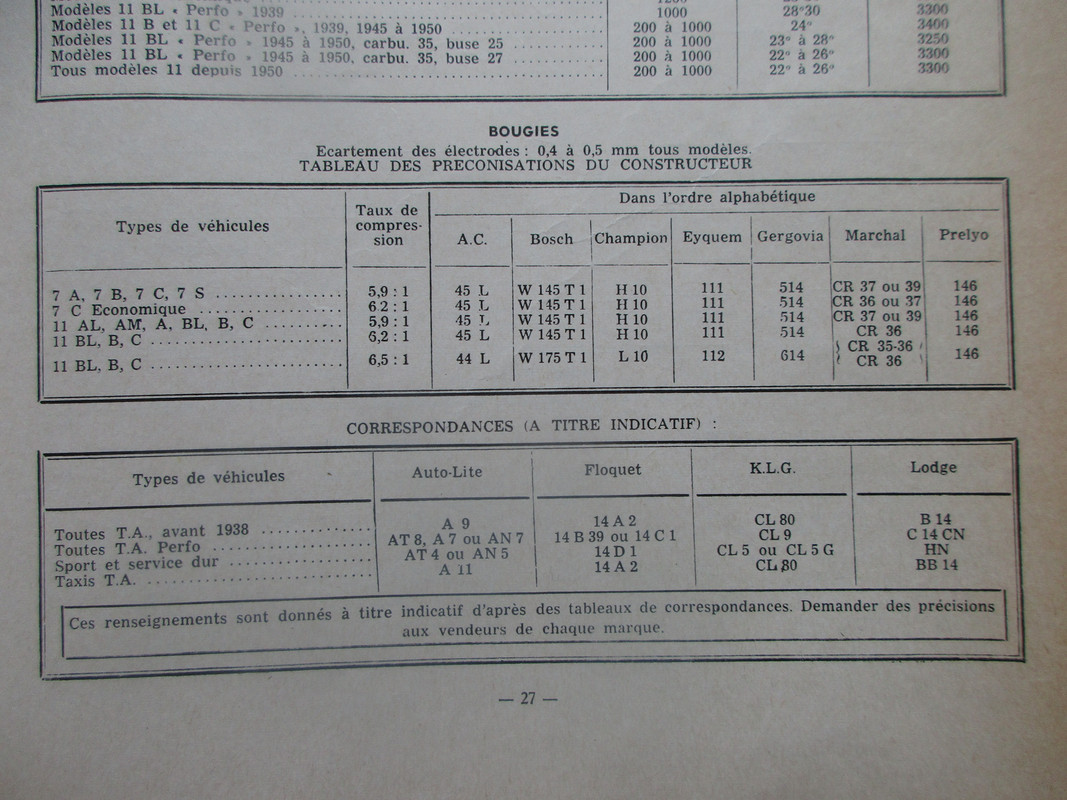 Modèles 11 BL « Perfo » 1939 ........ 1000 28°30 3300
Modèles 11 B et 11 C « Perfo », 1939, 1945 à 1950 ........ 200 à 1000 24° 3400
Modèles 11 BL « Perfo » 1945 à 1950, carbu. 35, buse 25 ........ 200 à 1000 23° à 28° 3250
Modèles 11 BL « Perfo » 1945 à 1950, carbu. 35, buse 27 ........ 200 à 1000 22° à 26° 3300
Tous modèles 11 depuis 1950 ........ 200 à 1000 22° à 26° 3300
BOUGIES
Ecartement des électrodes : 0,4 à 0,5 mm tous modèles.
TABLEAU DES PRECONISATIONS DU CONSTRUCTEUR
Types de véhicules
Taux de
compres-
sion
Dans l'ordre alphabétique
A.C. Bosch Champion Eyquem Gergovia Marchal Prelyo
7 A, 7 B, 7 C, 7 S ........ 5,9 : 1 45 L W 145 T 1 H 10 111 514 CR 37 ou 39 146
7 C Economique ........ 6 2 : 1 45 L W 145 T 1 H 10 111 514 CR 36 ou 37 146
11 AL, AM, A, BL, B, C ........ 5,9 : 1 45 L W 145 T 1 H 10 111 514 CR 37 ou 39 146
11 BL, B, C ........ 6,2 : 1 45 L W 145 T 1 H 10 111 514 CR 36 146
11 BL, B, C ........ 6,5 : 1 44 L W 175 T 1 L 10 112 614 CR 35-36 146
CR 36
CORRESPONDANCES (A TITRE INDICATIF) :
Types de véhicules Auto-Lite Floquet K.L.G. Lodge
Toutes T.A., avant 1938 ........ A 9 14 A 2 CL 80 B 14
Toutes T.A. Perfo ........ AT 8, A 7 ou AN 7 14 B 39 ou 14 C 1 CL 9 C 14 CN
Sport et service dur ........ AT 4 ou AN 5 14 D 1 CL 5 ou CL 5 G HN
Taxis T.A. ........ A 11 14 A 2 CL 80 BB 14
Ces renseignements sont donnés à titre indicatif d'après des tableaux de correspondances. Demander des précisions
aux vendeurs de chaque marque.
— 27 —